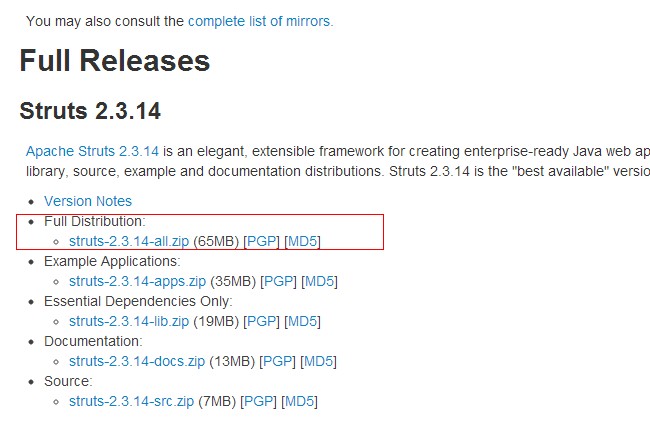 You may also consult the complete list of mirrors.
Full Releases
Struts 2.3.14
Apache Struts 2.3.14 is an elegant, extensible framework for creating enterprise-ready Java web ap
library, source, example and documentation distributions. Struts 2.3.14 is the "best available" versio
Version Notes
Full Distribution:
struts-2.3.14-all.zip (65MB) [PGP] [MD5]
Example Applications:
struts-2.3.14-apps.zip (35MB) [PGP] [MD5]
Essential Dependencies Only:
struts-2.3.14-lib.zip (19MB) [PGP] [MD5]
Documentation:
struts-2.3.14-docs.zip (13MB) [PGP] [MD5]
Source:
struts-2.3.14-src.zip (7MB) [PGP] [MD5]